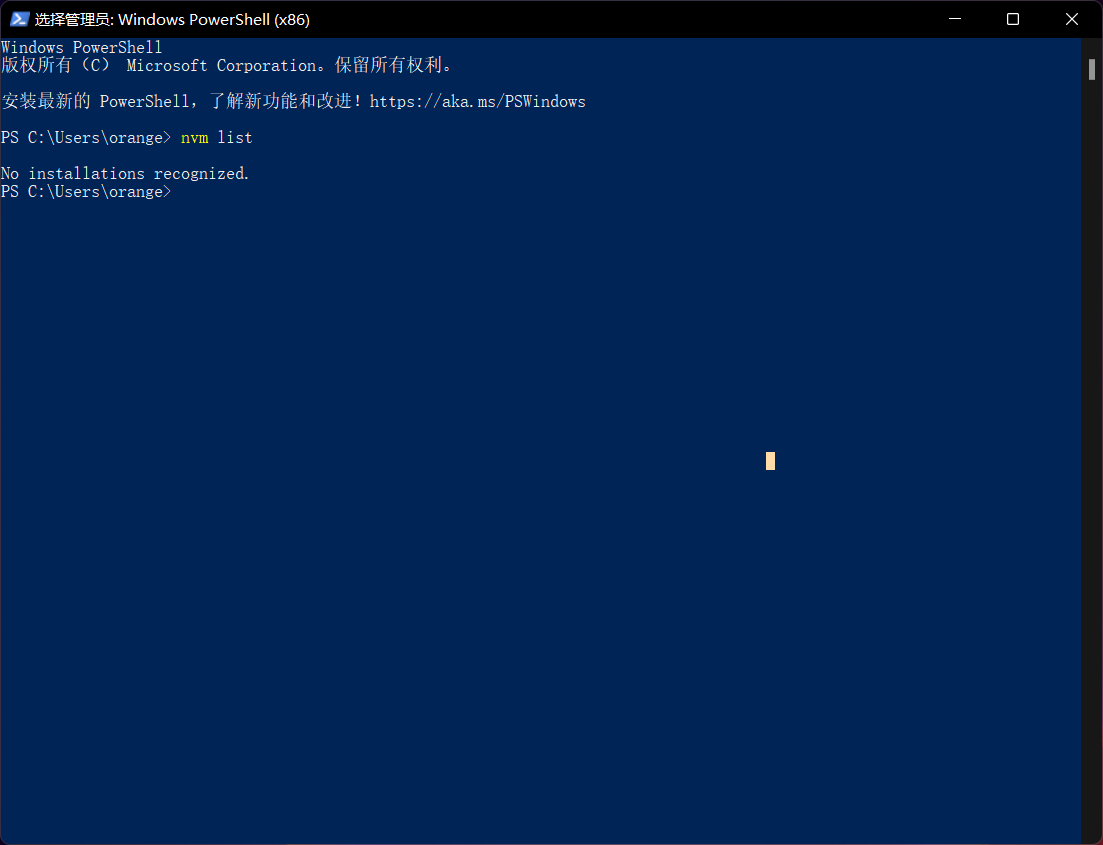 选择管理员: Windows PowerShell (x86)
Windows PowerShell
版权所有（C） Microsoft Corporation。保留所有权利。
安装最新的 PowerShell，了解新功能和改进！https://aka.ms/PSWindows
PS C:\Users\orange> nvm list
No installations recognized.
PS C:\Users\orange>